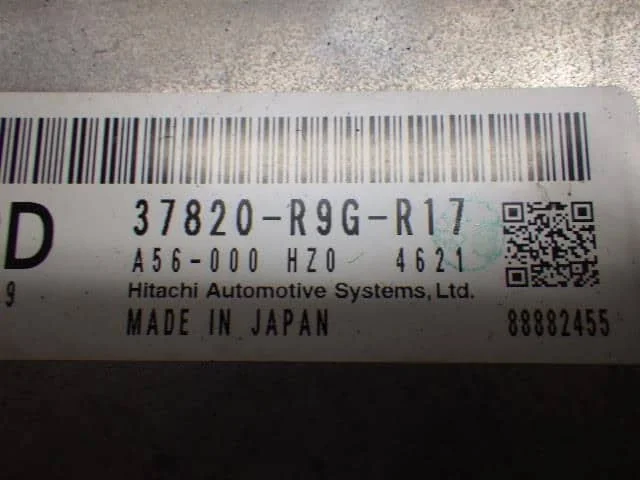 37820-R9G-R17
D
A56-000 HZ0 4621
9
Hitachi Automotive Systems, Ltd.
MADE IN JAPAN 88882455